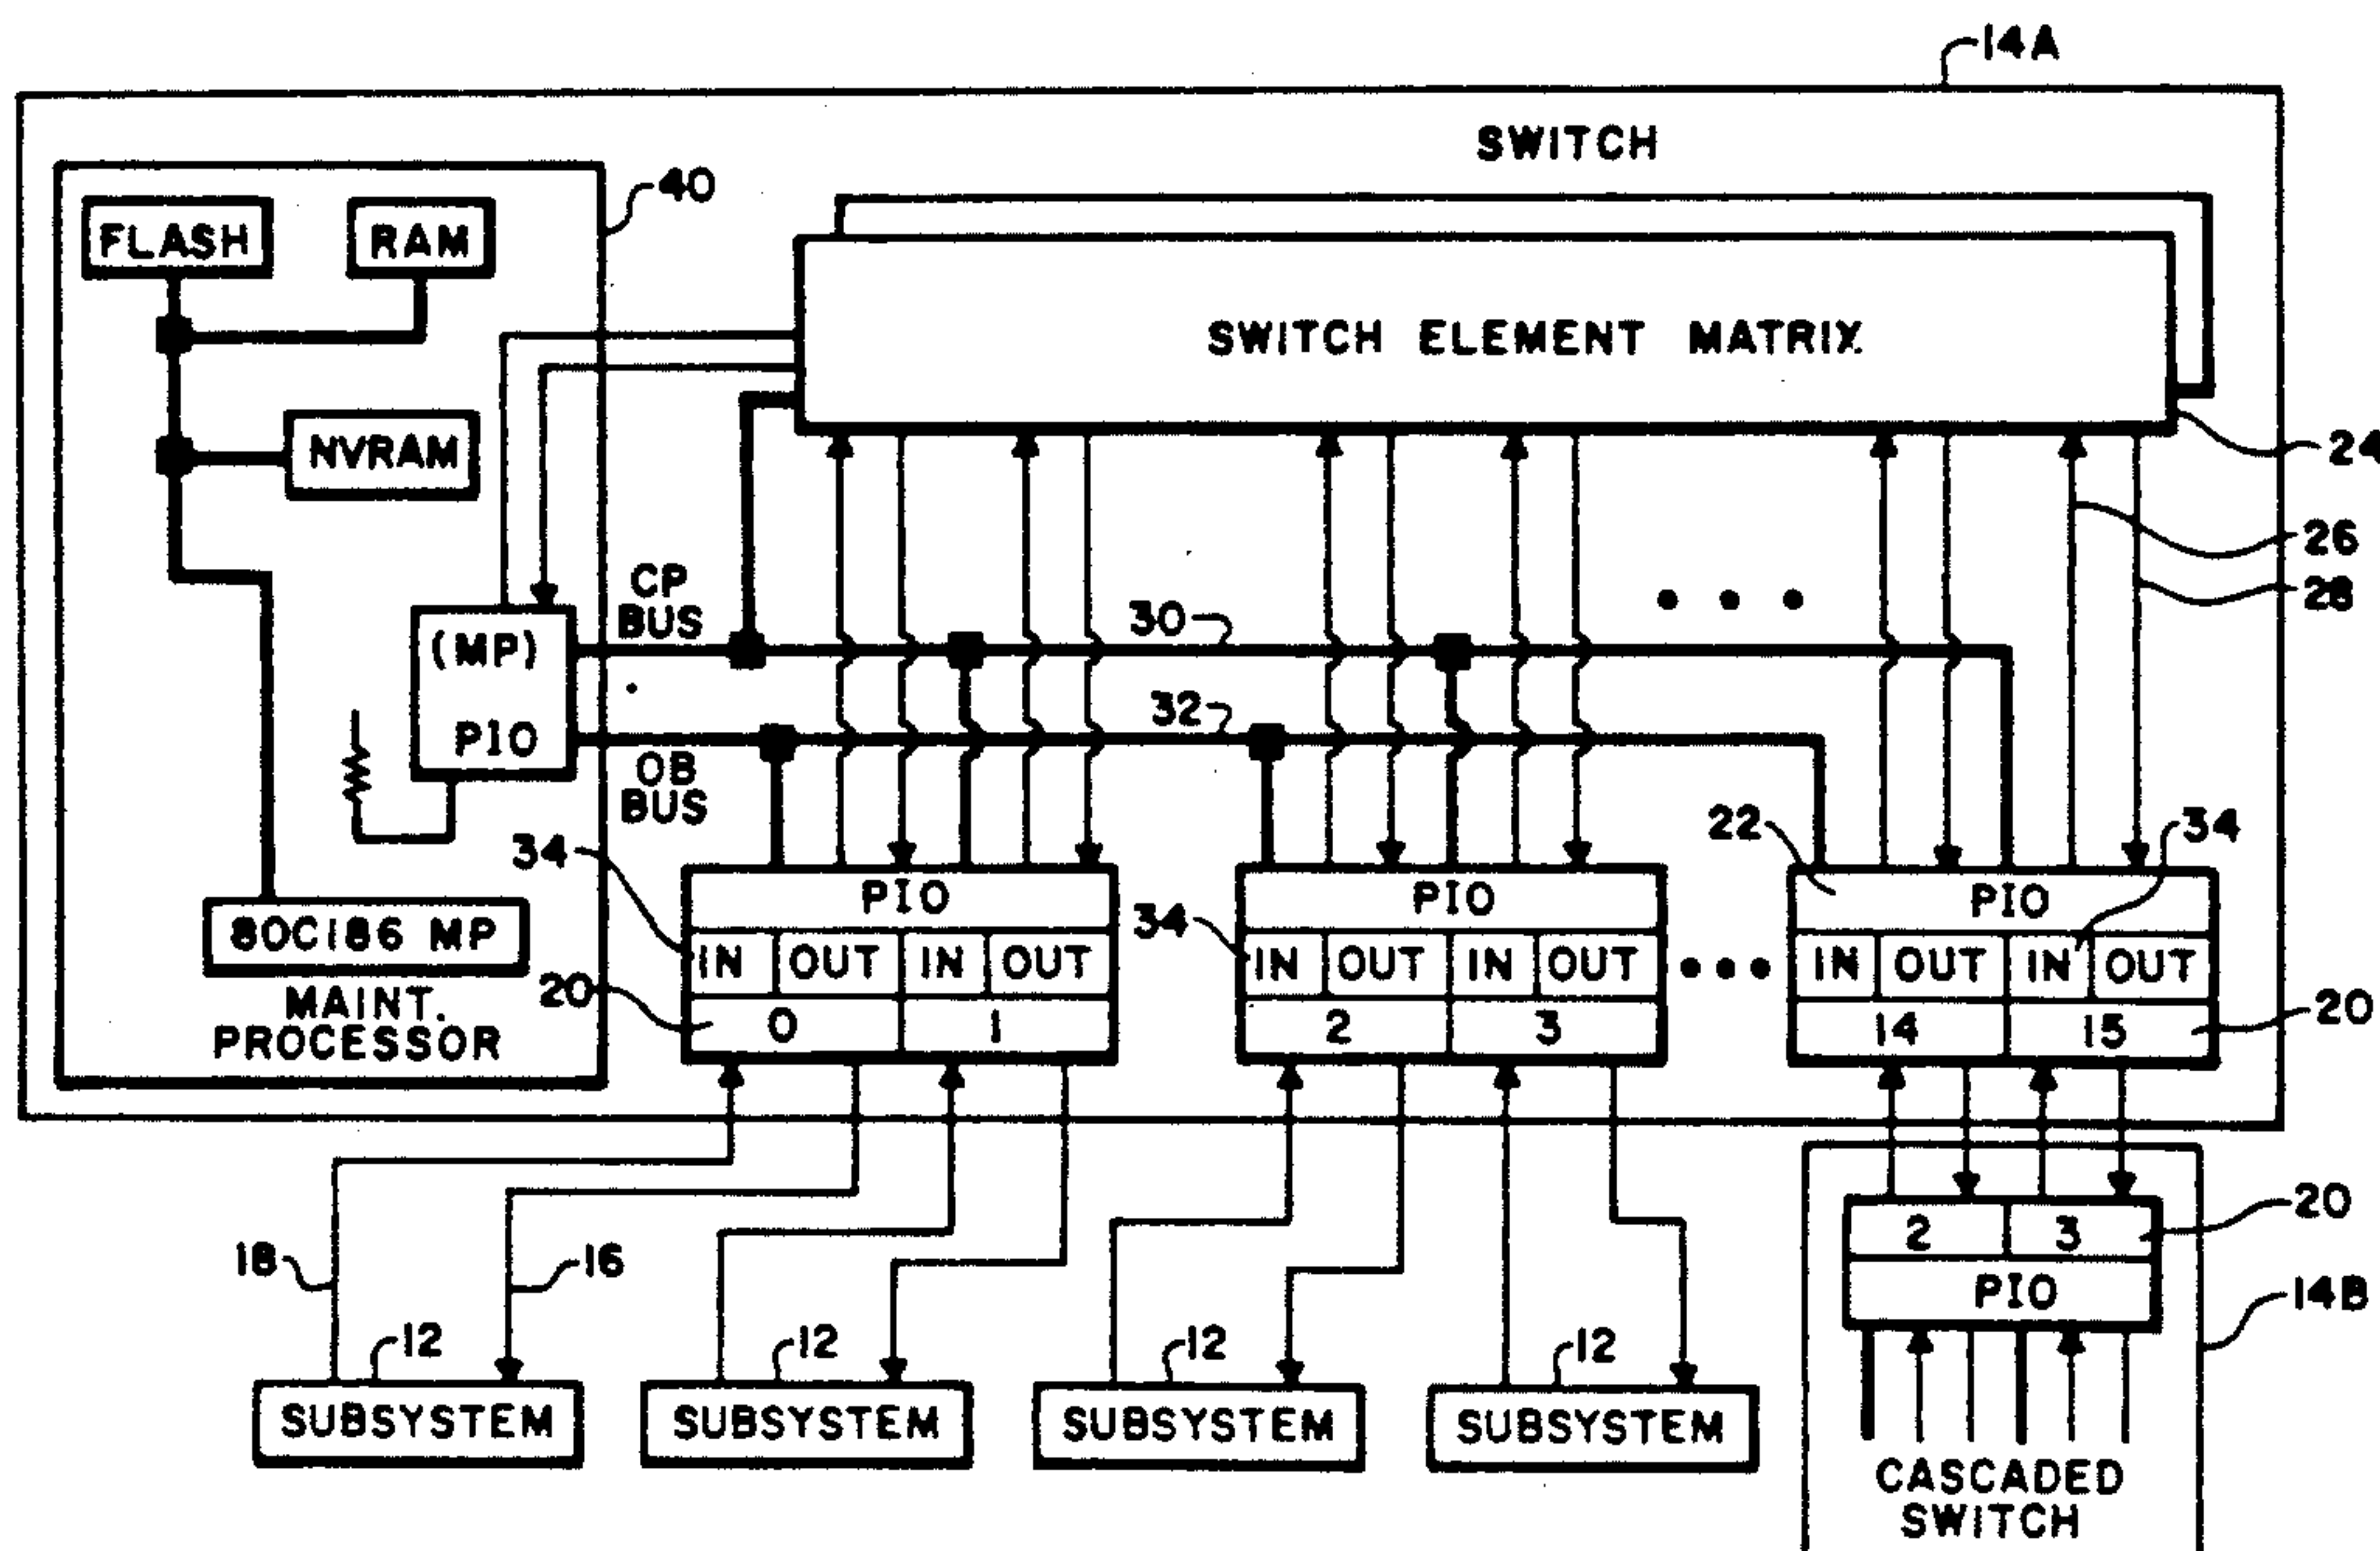 14A
SWITCH
40
FLASH
RAM
SWITCH ELEMENT MATRIX
NVRAM
24
26
28
CP
BUS
30
(MP)
PIO
32
OB
BUS
22
34
34
PIO
34
PIO
PIO
IN OUT IN OUT
IN OUT IN OUT
IN OUT IN OUT
80C186 MP
MAINT.
PROCESSOR
20
0 1
2 3
14 15
20
20
2 3
PIO
14B
18
16
12
12
12
12
SUBSYSTEM
SUBSYSTEM
SUBSYSTEM
SUBSYSTEM
CASCADED
SWITCH